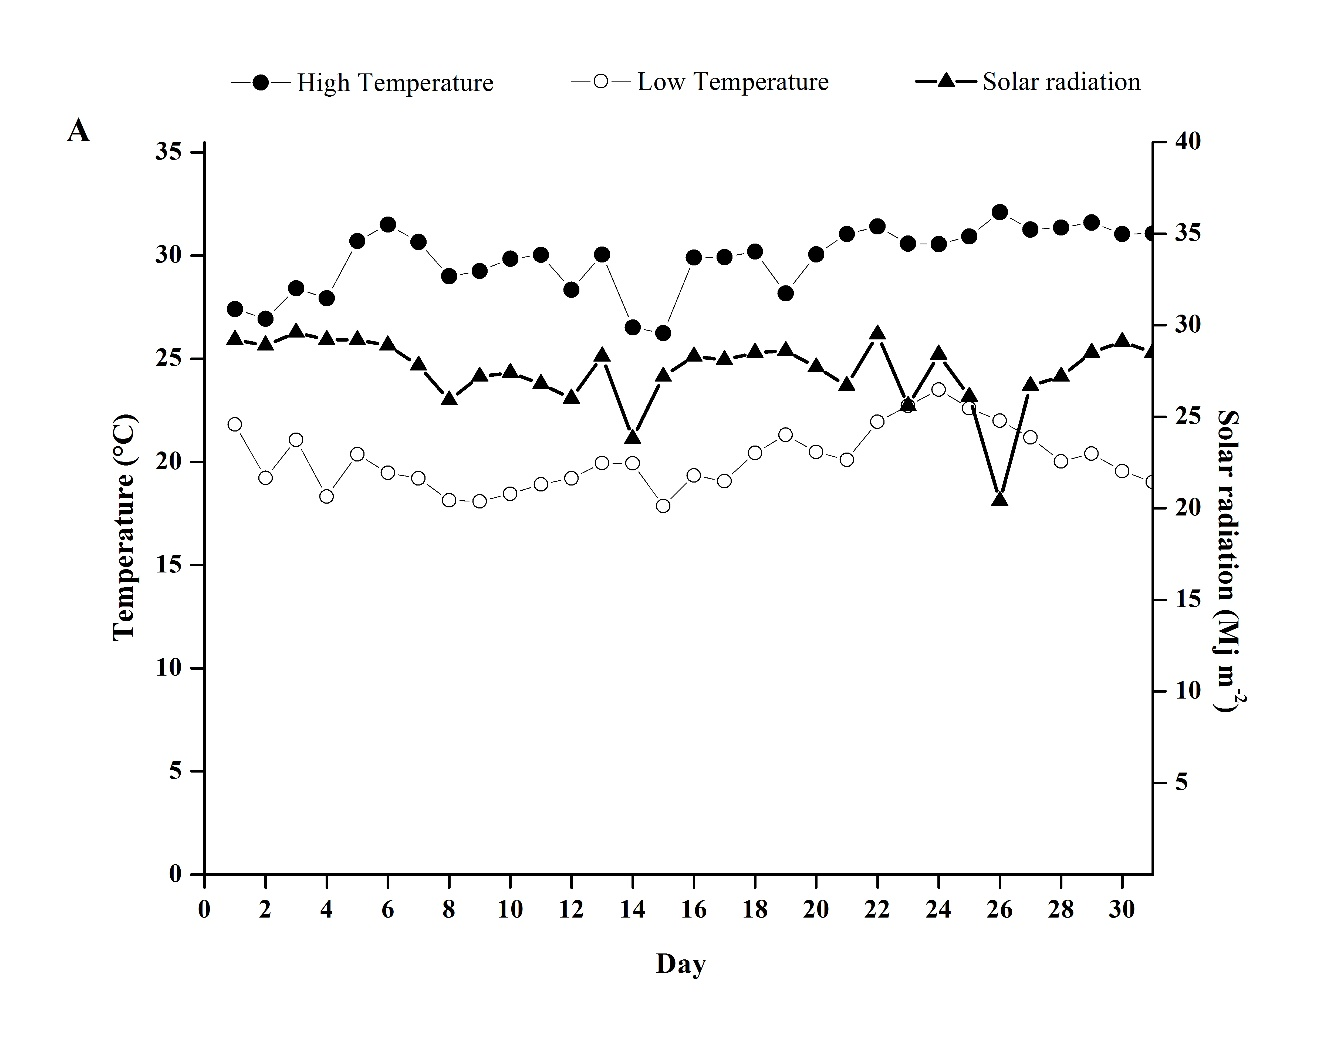 High Temperature
Low Temperature
Solar radiation
A
35
30
25
20
15
10
5
0
Temperature (°C)
40
35
30
25
20
15
10
5
Solar radiation (Mj m⁻²)
0 2 4 6 8 10 12 14 16 18 20 22 24 26 28 30
Day